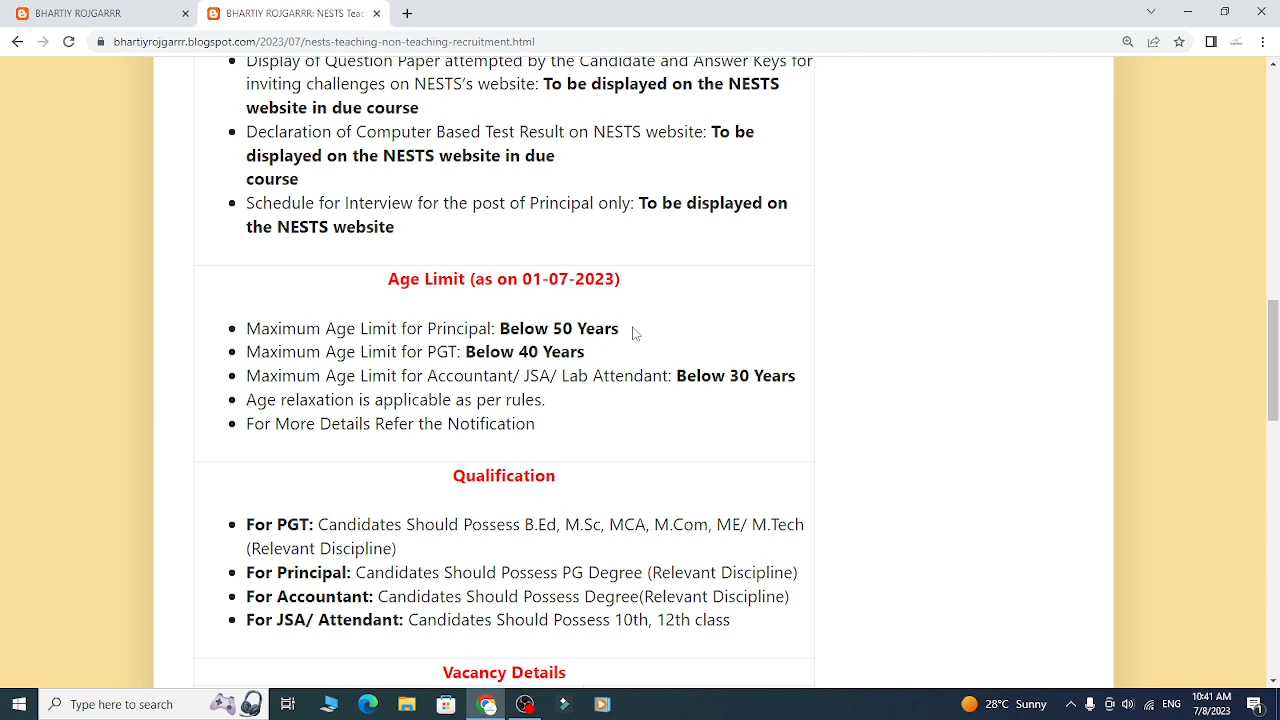 BHARTIY ROJGARRR
BHARTIY ROJGARRR: NESTS Teac
bhartiyrojgarrr.blogspot.com/2023/07/nests-teaching-non-teaching-recruitment.html
Display of Question Paper attempted by the Candidate and Answer Keys for
inviting challenges on NESTS’s website: To be displayed on the NESTS
website in due course
Declaration of Computer Based Test Result on NESTS website: To be
displayed on the NESTS website in due
course
Schedule for Interview for the post of Principal only: To be displayed on
the NESTS website
Age Limit (as on 01-07-2023)
Maximum Age Limit for Principal: Below 50 Years
Maximum Age Limit for PGT: Below 40 Years
Maximum Age Limit for Accountant/ JSA/ Lab Attendant: Below 30 Years
Age relaxation is applicable as per rules.
For More Details Refer the Notification
Qualification
For PGT: Candidates Should Possess B.Ed, M.Sc, MCA, M.Com, ME/ M.Tech
(Relevant Discipline)
For Principal: Candidates Should Possess PG Degree (Relevant Discipline)
For Accountant: Candidates Should Possess Degree(Relevant Discipline)
For JSA/ Attendant: Candidates Should Possess 10th, 12th class
Vacancy Details
Type here to search
28°C Sunny
ENG
10:41 AM
7/8/2023
1